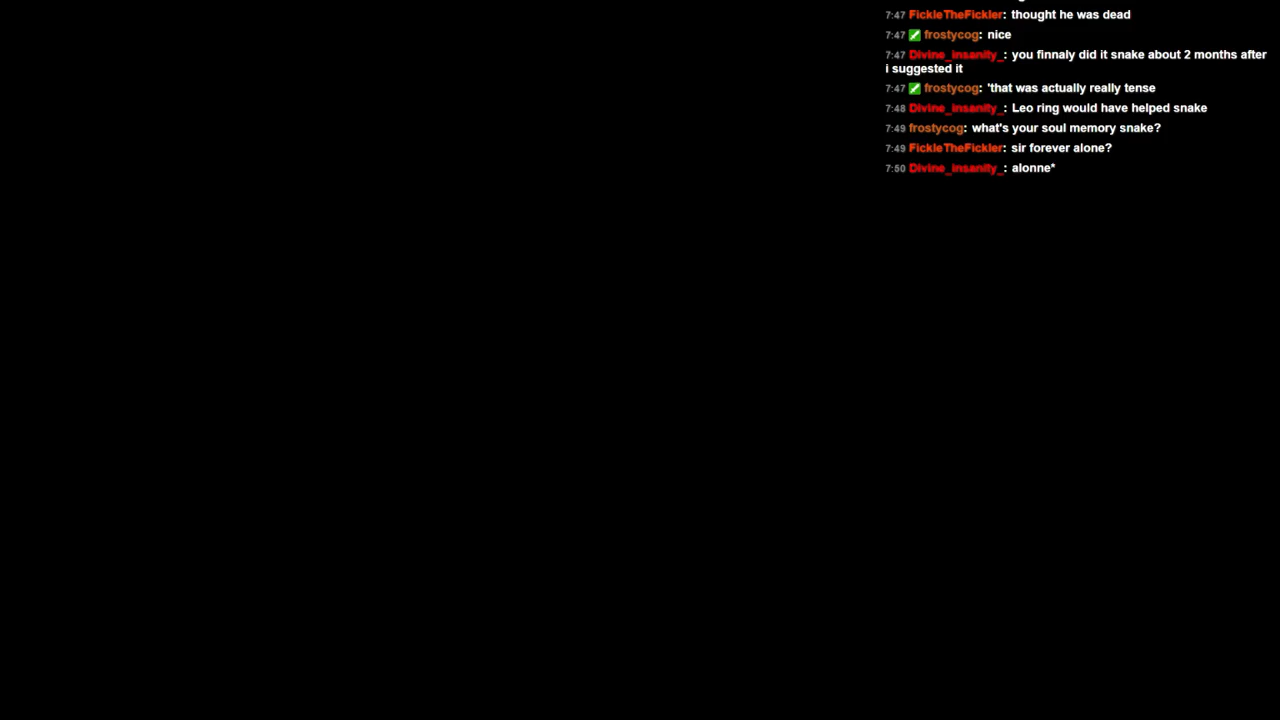 7:47 FickleTheFickler: thought he was dead
7:47 frostycog: nice
7:47 Divine_insanity_: you finnaly did it snake about 2 months after
i suggested it
7:47 frostycog: 'that was actually really tense
7:48 Divine_insanity_: Leo ring would have helped snake
7:49 frostycog: what's your soul memory snake?
7:49 FickleTheFickler: sir forever alone?
7:50 Divine_insanity_: alonne*